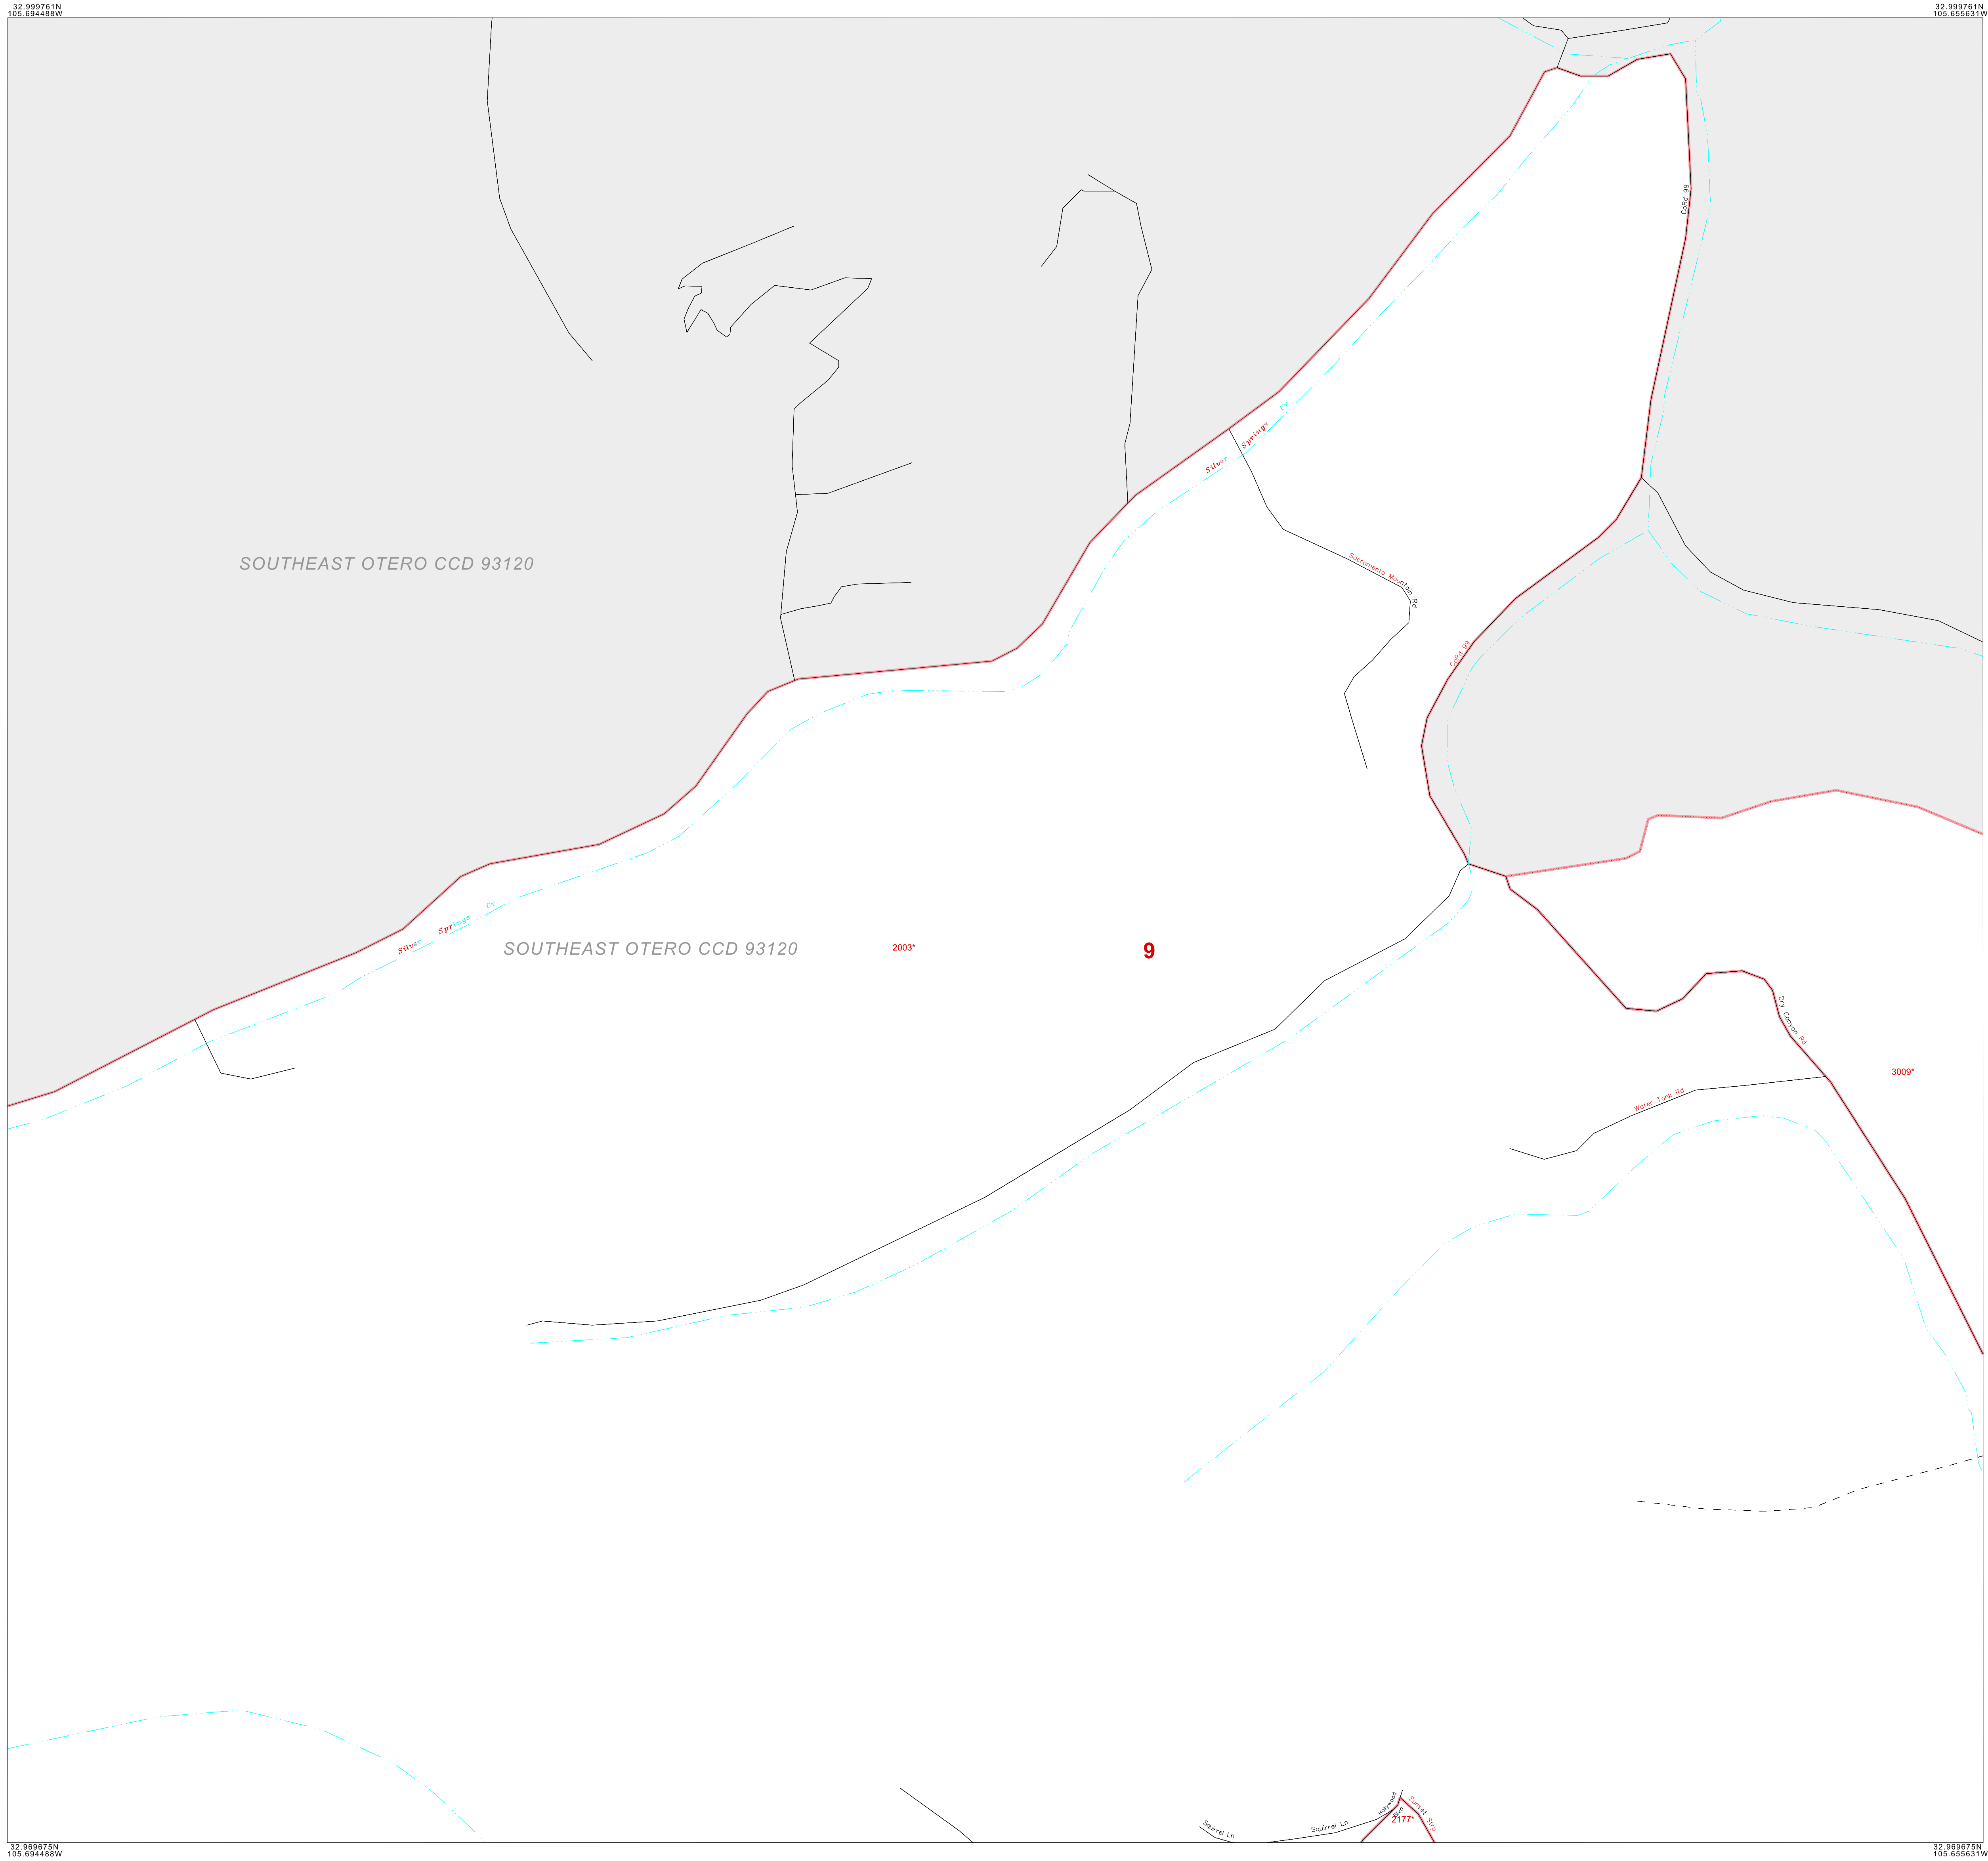 32.999761N
105.694488W
32.999761N
105.655631W
CoRd 99
Silver Springs Cr
SOUTHEAST OTERO CCD 93120
Sacramento Mountain Rd
CoRd 99
Silver Springs Cr
SOUTHEAST OTERO CCD 93120
2003*
9
Dry Canyon Rd
3009*
Water Tank Rd
Hollywood Blvd
Sunset Strp
2177*
Squirrel Ln
Squirrel Ln
32.969675N
105.694488W
32.969675N
105.655631W